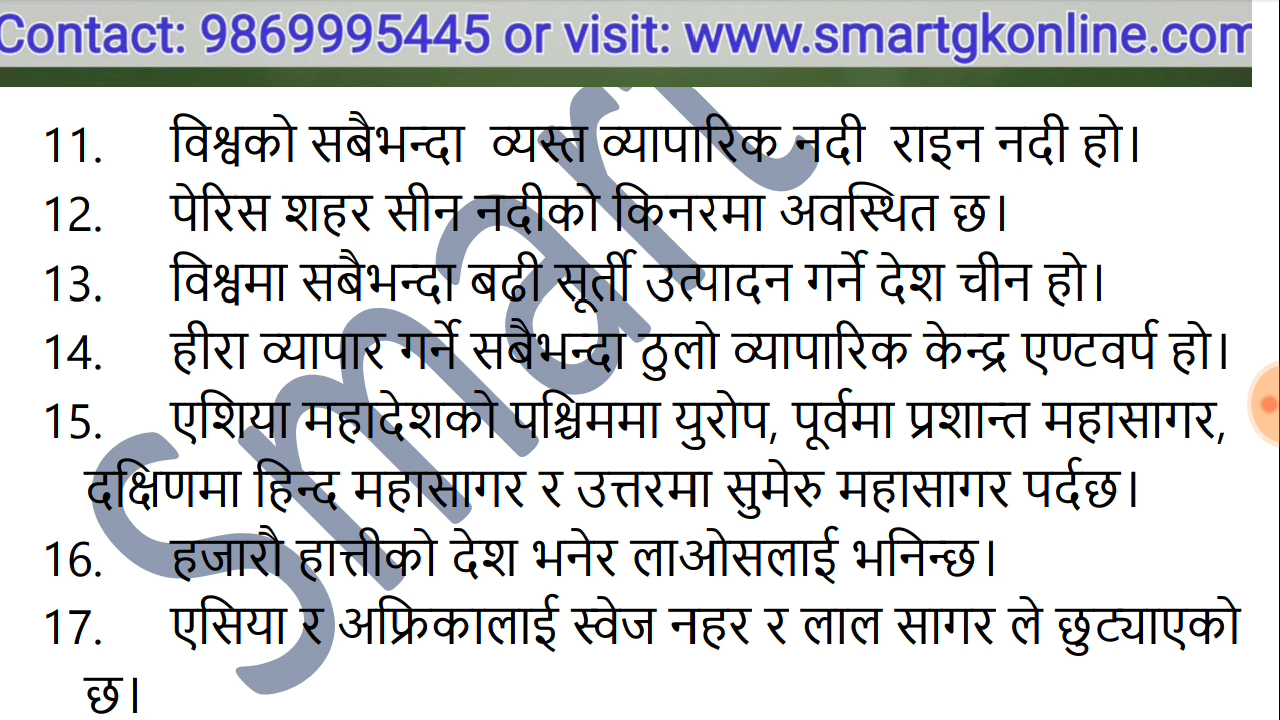 Contact: 9869995445 or visit: www.smartgkonline.com
Smart
11. विश्वको सबैभन्दा व्यस्त व्यापारिक नदी राइन नदी हो।
12. पेरिस शहर सीन नदीको किनरमा अवस्थित छ।
13. विश्वमा सबैभन्दा बढी सूर्ती उत्पादन गर्ने देश चीन हो।
14. हीरा व्यापार गर्ने सबैभन्दा ठुलो व्यापारिक केन्द्र एण्टवर्प हो।
15. एशिया महादेशको पश्चिममा युरोप, पूर्वमा प्रशान्त महासागर,
दक्षिणमा हिन्द महासागर र उत्तरमा सुमेरु महासागर पर्दछ।
16. हजारौ हात्तीको देश भनेर लाओसलाई भनिन्छ।
17. एसिया र अफ्रिकालाई स्वेज नहर र लाल सागर ले छुट्याएको
छ।